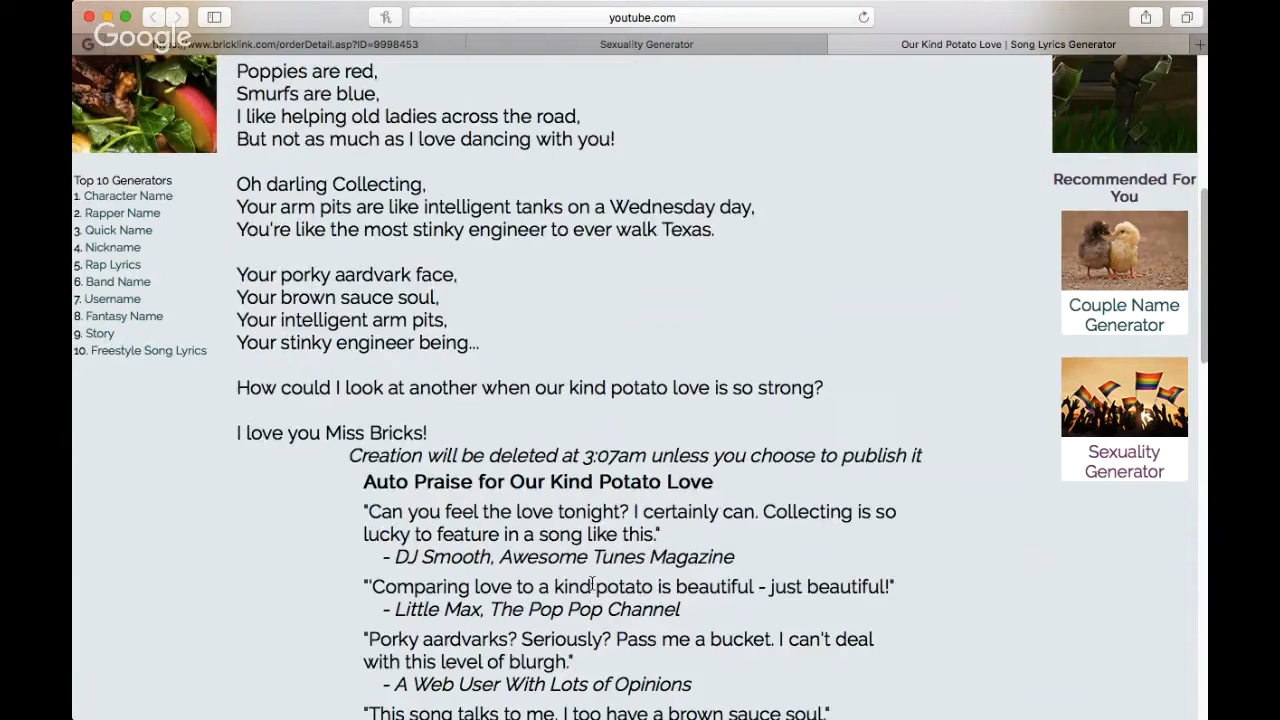 youtube.com
Google
https://www.bricklink.com/orderDetail.asp?ID=9998453
Sexuality Generator
Our Kind Potato Love | Song Lyrics Generator
Poppies are red,
Smurfs are blue,
I like helping old ladies across the road,
But not as much as I love dancing with you!
Oh darling Collecting,
Your arm pits are like intelligent tanks on a Wednesday day,
You're like the most stinky engineer to ever walk Texas.
Your porky aardvark face,
Your brown sauce soul,
Your intelligent arm pits,
Your stinky engineer being...
How could I look at another when our kind potato love is so strong?
I love you Miss Bricks!
Creation will be deleted at 3:07am unless you choose to publish it
Auto Praise for Our Kind Potato Love
"Can you feel the love tonight? I certainly can. Collecting is so
lucky to feature in a song like this."
- DJ Smooth, Awesome Tunes Magazine
"'Comparing love to a kind potato is beautiful - just beautiful!"
- Little Max, The Pop Pop Channel
"Porky aardvarks? Seriously? Pass me a bucket. I can't deal
with this level of blurgh."
- A Web User With Lots of Opinions
"This song talks to me. I too have a brown sauce soul."
Top 10 Generators
1. Character Name
2. Rapper Name
3. Quick Name
4. Nickname
5. Rap Lyrics
6. Band Name
7. Username
8. Fantasy Name
9. Story
10. Freestyle Song Lyrics
Recommended For
You
Couple Name
Generator
Sexuality
Generator